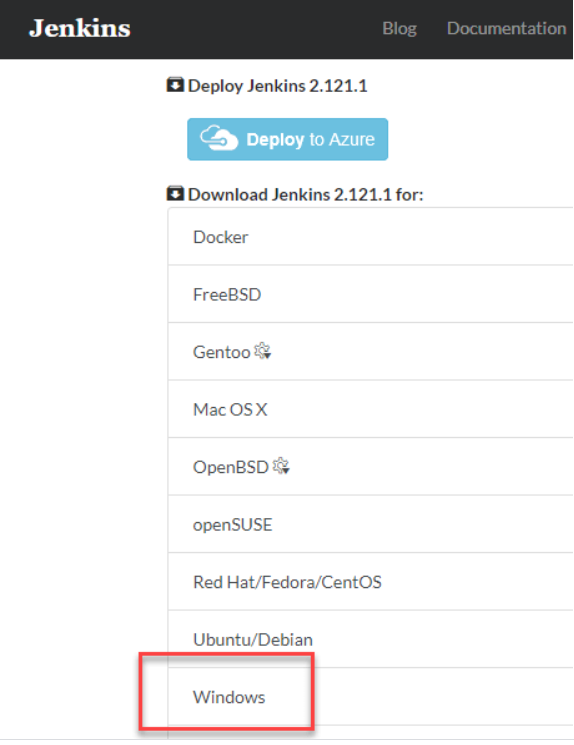 Jenkins Blog Documentation
Deploy Jenkins 2.121.1
Deploy to Azure
Download Jenkins 2.121.1 for:
Docker
FreeBSD
Gentoo
Mac OS X
OpenBSD
openSUSE
Red Hat/Fedora/CentOS
Ubuntu/Debian
Windows